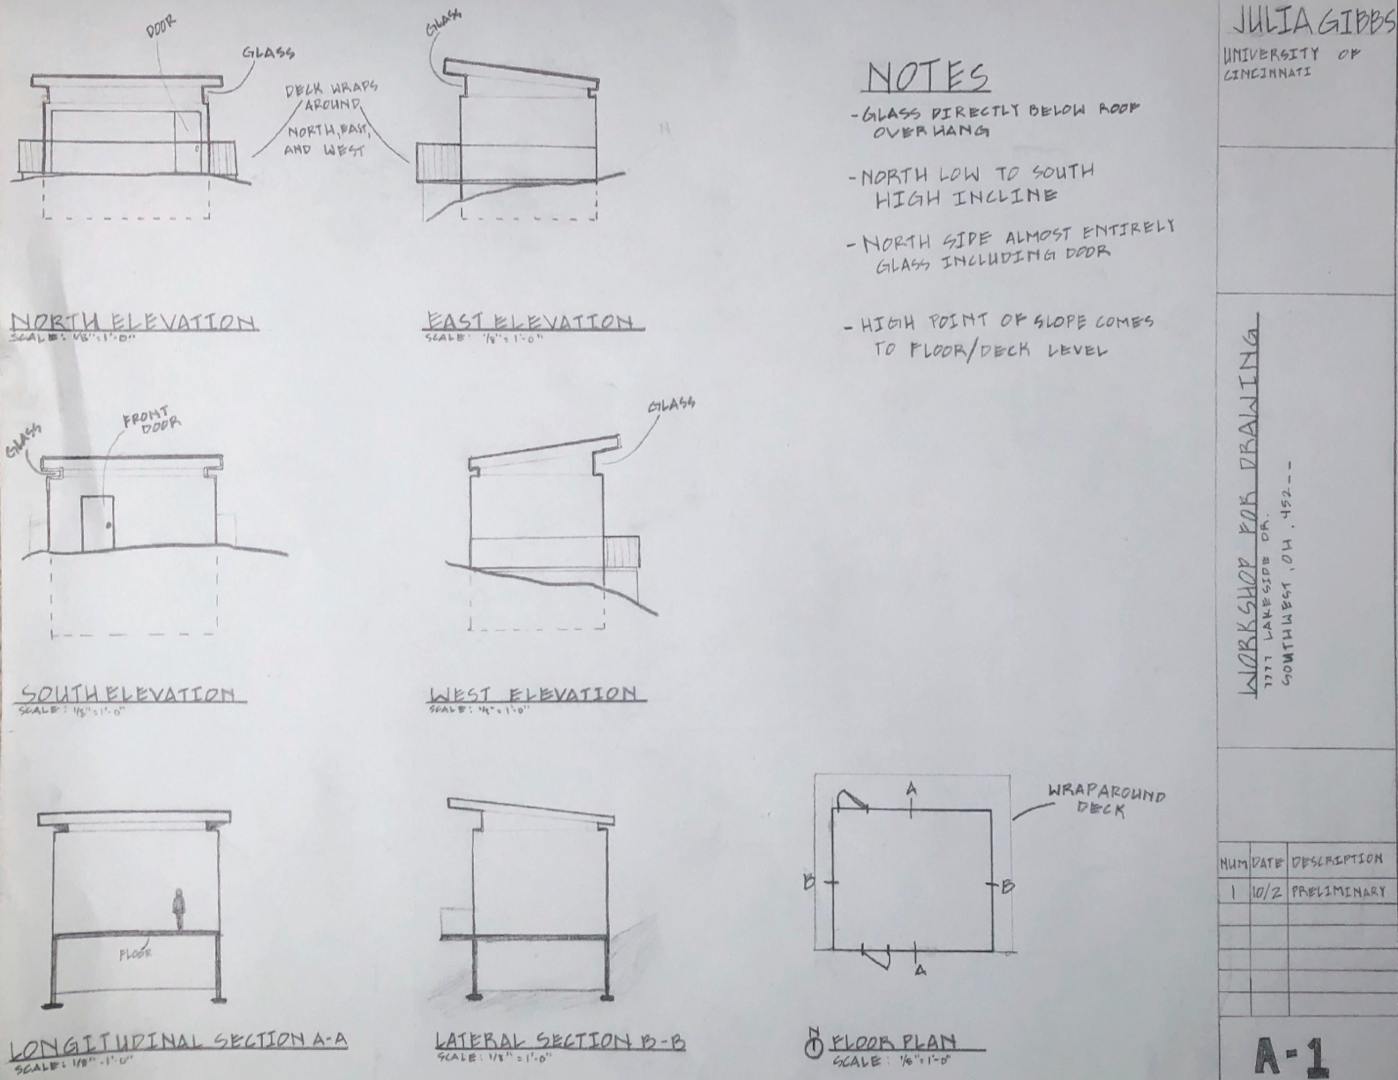 DOOR
GLASS
DECK WRAPS
AROUND
NORTH, EAST,
AND WEST
NORTH ELEVATION
SCALE: 1/8" = 1'-0"
GLASS
EAST ELEVATION
SCALE: 1/8" = 1'-0"
NOTES
- GLASS DIRECTLY BELOW ROOF
OVERHANG
- NORTH LOW TO SOUTH
HIGH INCLINE
- NORTH SIDE ALMOST ENTIRELY
GLASS INCLUDING DOOR
- HIGH POINT OF SLOPE COMES
TO FLOOR/DECK LEVEL
GLASS
FRONT
DOOR
SOUTH ELEVATION
SCALE: 1/8" = 1'-0"
GLASS
WEST ELEVATION
SCALE: 1/8" = 1'-0"
FLOOR
LONGITUDINAL SECTION A-A
SCALE: 1/8" = 1'-0"
LATERAL SECTION B-B
SCALE: 1/8" = 1'-0"
A
B
B
A
WRAPAROUND
DECK
N
FLOOR PLAN
SCALE: 1/8" = 1'-0"
JULIA GIBBS
UNIVERSITY OF
CINCINNATI
WORKSHOP FOR DRAWING
???? LAKESIDE DR.
SOUTHWEST, OH, 452--
NUM DATE DESCRIPTION
1 10/2 PRELIMINARY
A-1